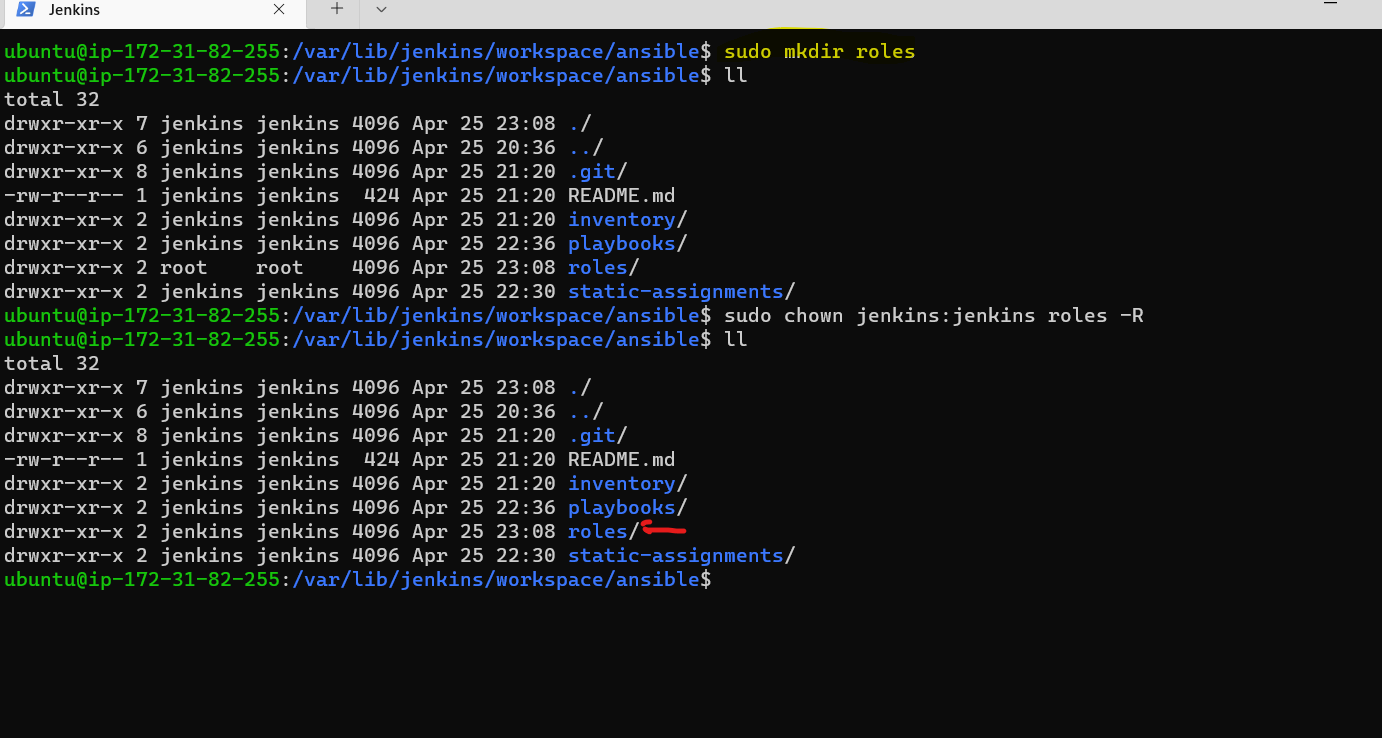 Jenkins
ubuntu@ip-172-31-82-255:/var/lib/jenkins/workspace/ansible$ sudo mkdir roles
ubuntu@ip-172-31-82-255:/var/lib/jenkins/workspace/ansible$ ll
total 32
drwxr-xr-x 7 jenkins jenkins 4096 Apr 25 23:08 ./
drwxr-xr-x 6 jenkins jenkins 4096 Apr 25 20:36 ../
drwxr-xr-x 8 jenkins jenkins 4096 Apr 25 21:20 .git/
-rw-r--r-- 1 jenkins jenkins  424 Apr 25 21:20 README.md
drwxr-xr-x 2 jenkins jenkins 4096 Apr 25 21:20 inventory/
drwxr-xr-x 2 jenkins jenkins 4096 Apr 25 22:36 playbooks/
drwxr-xr-x 2 root    root    4096 Apr 25 23:08 roles/
drwxr-xr-x 2 jenkins jenkins 4096 Apr 25 22:30 static-assignments/
ubuntu@ip-172-31-82-255:/var/lib/jenkins/workspace/ansible$ sudo chown jenkins:jenkins roles -R
ubuntu@ip-172-31-82-255:/var/lib/jenkins/workspace/ansible$ ll
total 32
drwxr-xr-x 7 jenkins jenkins 4096 Apr 25 23:08 ./
drwxr-xr-x 6 jenkins jenkins 4096 Apr 25 20:36 ../
drwxr-xr-x 8 jenkins jenkins 4096 Apr 25 21:20 .git/
-rw-r--r-- 1 jenkins jenkins  424 Apr 25 21:20 README.md
drwxr-xr-x 2 jenkins jenkins 4096 Apr 25 21:20 inventory/
drwxr-xr-x 2 jenkins jenkins 4096 Apr 25 22:36 playbooks/
drwxr-xr-x 2 jenkins jenkins 4096 Apr 25 23:08 roles/
drwxr-xr-x 2 jenkins jenkins 4096 Apr 25 22:30 static-assignments/
ubuntu@ip-172-31-82-255:/var/lib/jenkins/workspace/ansible$